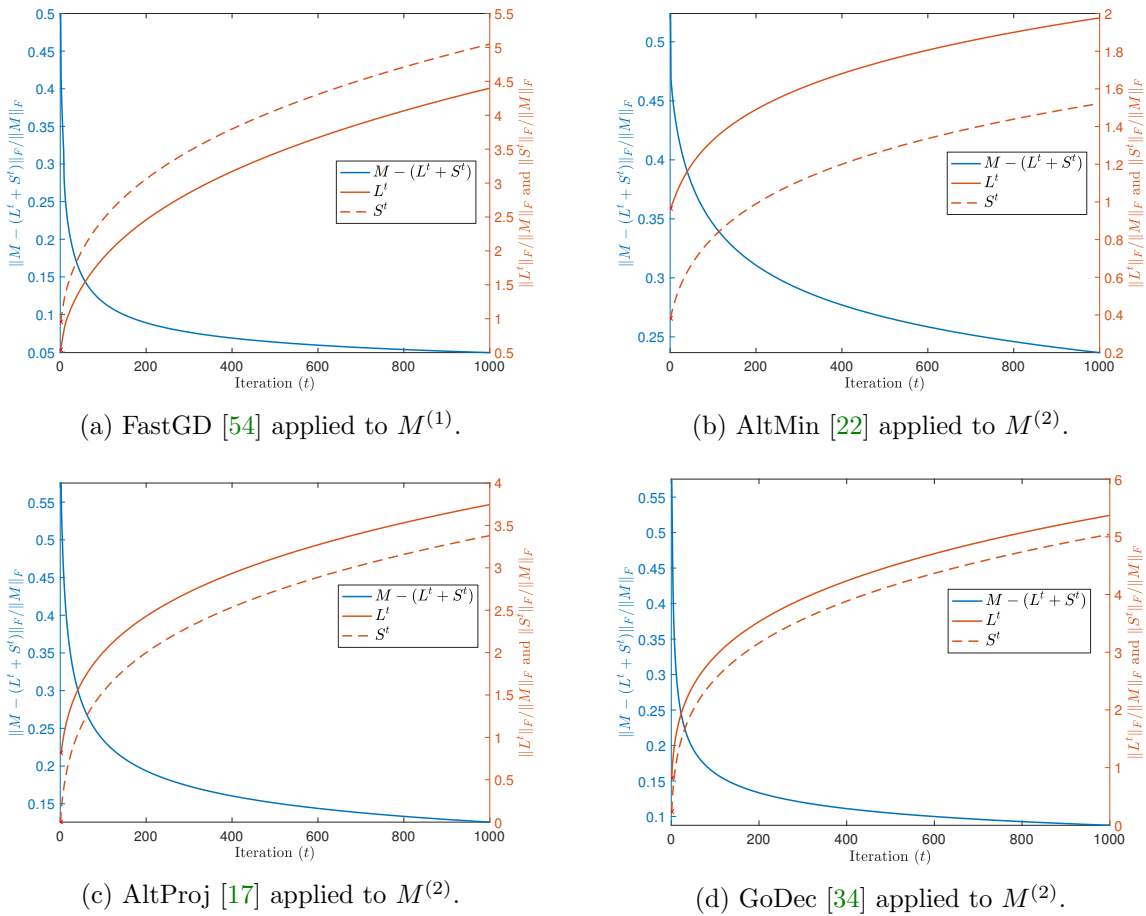 0.5
0.45
0.4
0.35
0.3
0.25
0.2
0.15
0.1
0.05
‖M − (L^t + S^t)‖_F/‖M‖_F
5.5
5
4.5
4
3.5
3
2.5
2
1.5
1
0.5
‖L^t‖_F/‖M‖_F and ‖S^t‖_F/‖M‖_F
M − (L^t + S^t)
L^t
S^t
0 200 400 600 800 1000
Iteration (t)
(a) FastGD [54] applied to M^(1).
0.5
0.45
0.4
0.35
0.3
0.25
‖M − (L^t + S^t)‖_F/‖M‖_F
2
1.8
1.6
1.4
1.2
1
0.8
0.6
0.4
0.2
‖L^t‖_F/‖M‖_F and ‖S^t‖_F/‖M‖_F
M − (L^t + S^t)
L^t
S^t
0 200 400 600 800 1000
Iteration (t)
(b) AltMin [22] applied to M^(2).
0.55
0.5
0.45
0.4
0.35
0.3
0.25
0.2
0.15
‖M − (L^t + S^t)‖_F/‖M‖_F
4
3.5
3
2.5
2
1.5
1
0.5
0
‖L^t‖_F/‖M‖_F and ‖S^t‖_F/‖M‖_F
M − (L^t + S^t)
L^t
S^t
0 200 400 600 800 1000
Iteration (t)
(c) AltProj [17] applied to M^(2).
0.55
0.5
0.45
0.4
0.35
0.3
0.25
0.2
0.15
0.1
‖M − (L^t + S^t)‖_F/‖M‖_F
6
5
4
3
2
1
0
‖L^t‖_F/‖M‖_F and ‖S^t‖_F/‖M‖_F
M − (L^t + S^t)
L^t
S^t
0 200 400 600 800 1000
Iteration (t)
(d) GoDec [34] applied to M^(2).